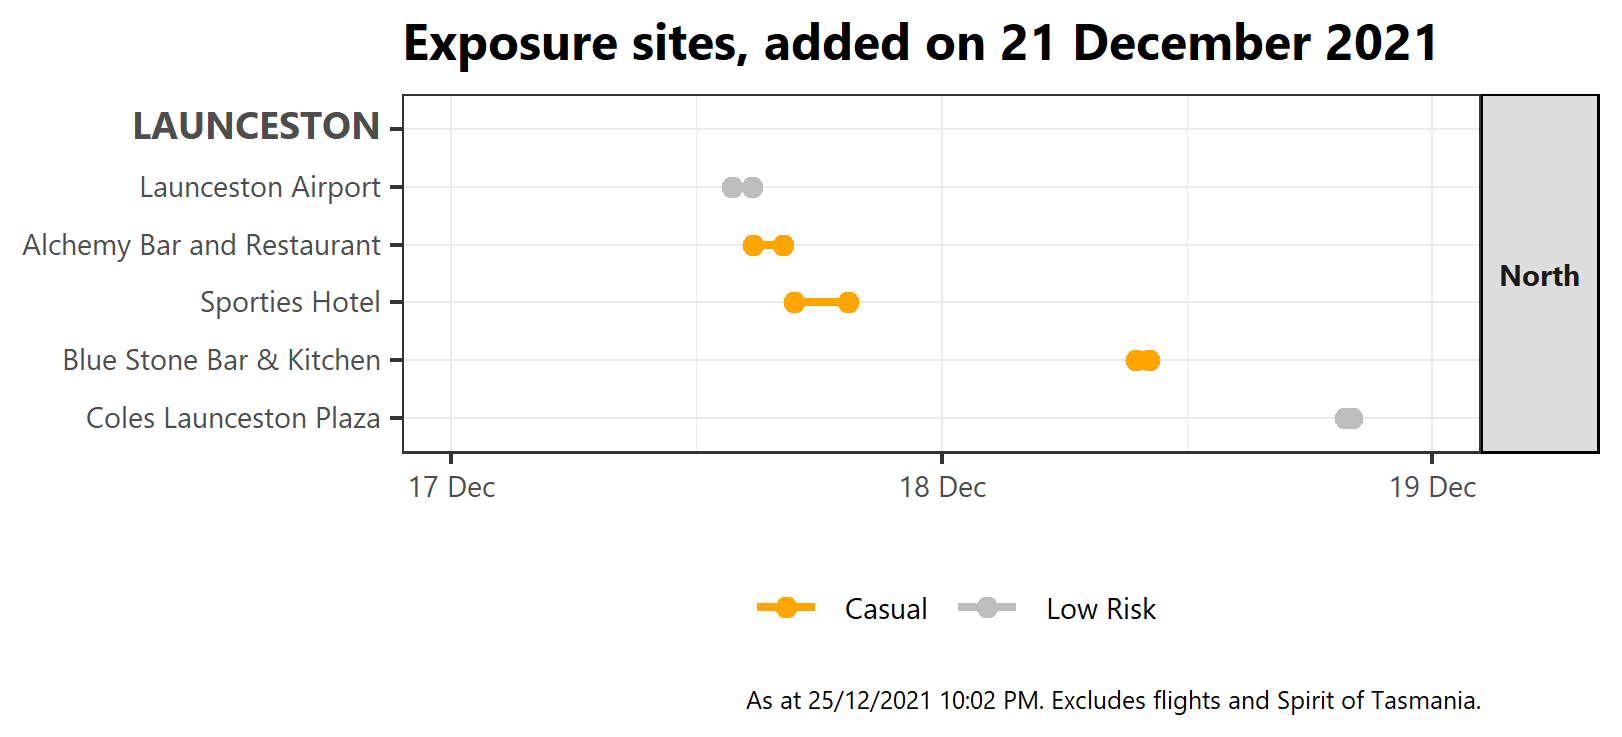 Exposure sites, added on 21 December 2021
LAUNCESTON
Launceston Airport
Alchemy Bar and Restaurant
Sporties Hotel
Blue Stone Bar & Kitchen
Coles Launceston Plaza
North
17 Dec
18 Dec
19 Dec
Casual
Low Risk
As at 25/12/2021 10:02 PM. Excludes flights and Spirit of Tasmania.